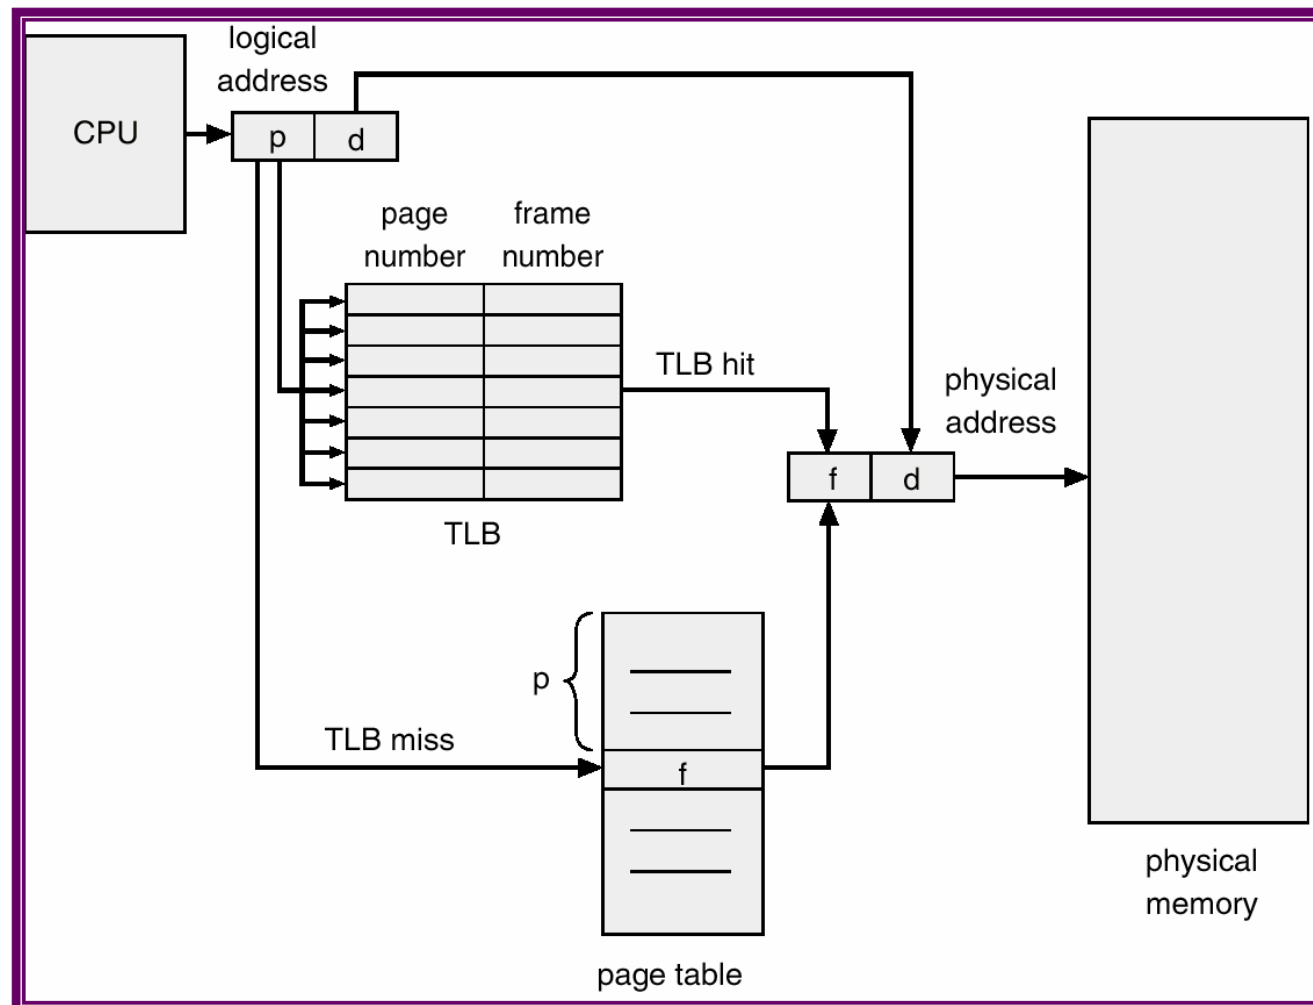 logical
address
CPU
p d
page frame
number number
TLB hit
physical
address
f d
TLB
p
TLB miss
f
physical
memory
page table